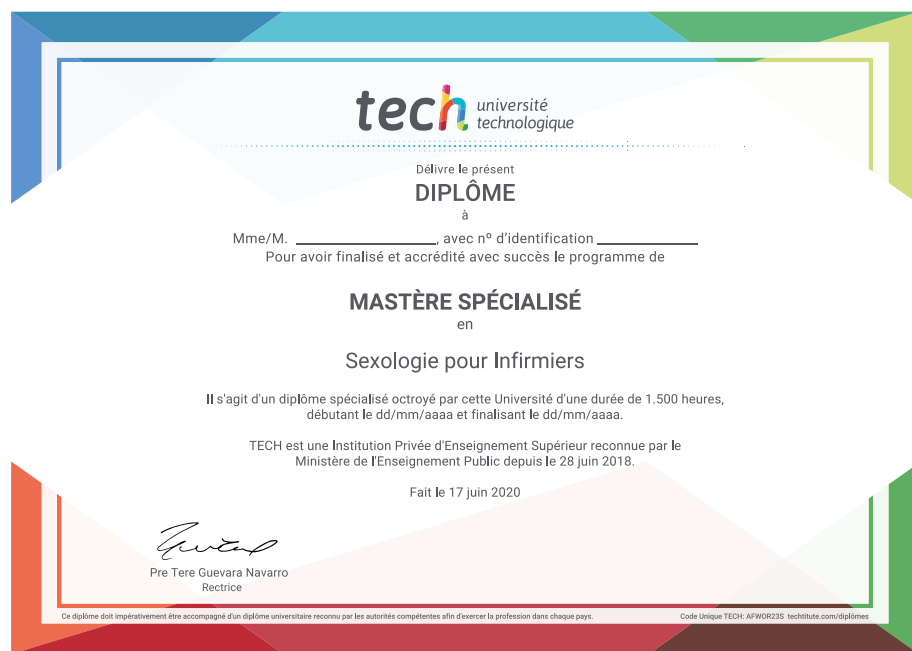 tech université
technologique
Délivre le présent
DIPLÔME
à
Mme/M. ____________________, avec nº d'identification ______________
Pour avoir finalisé et accrédité avec succès le programme de
MASTÈRE SPÉCIALISÉ
en
Sexologie pour Infirmiers
Il s'agit d'un diplôme spécialisé octroyé par cette Université d'une durée de 1.500 heures,
débutant le dd/mm/aaaa et finalisant le dd/mm/aaaa.
TECH est une Institution Privée d'Enseignement Supérieur reconnue par le
Ministère de l'Enseignement Public depuis le 28 juin 2018.
Fait le 17 juin 2020
Pre Tere Guevara Navarro
Rectrice
Ce diplôme doit impérativement être accompagné d'un diplôme universitaire reconnu par les autorités compétentes afin d'exercer la profession dans chaque pays. Code Unique TECH: AFWOR23S techtitute.com/diplômes